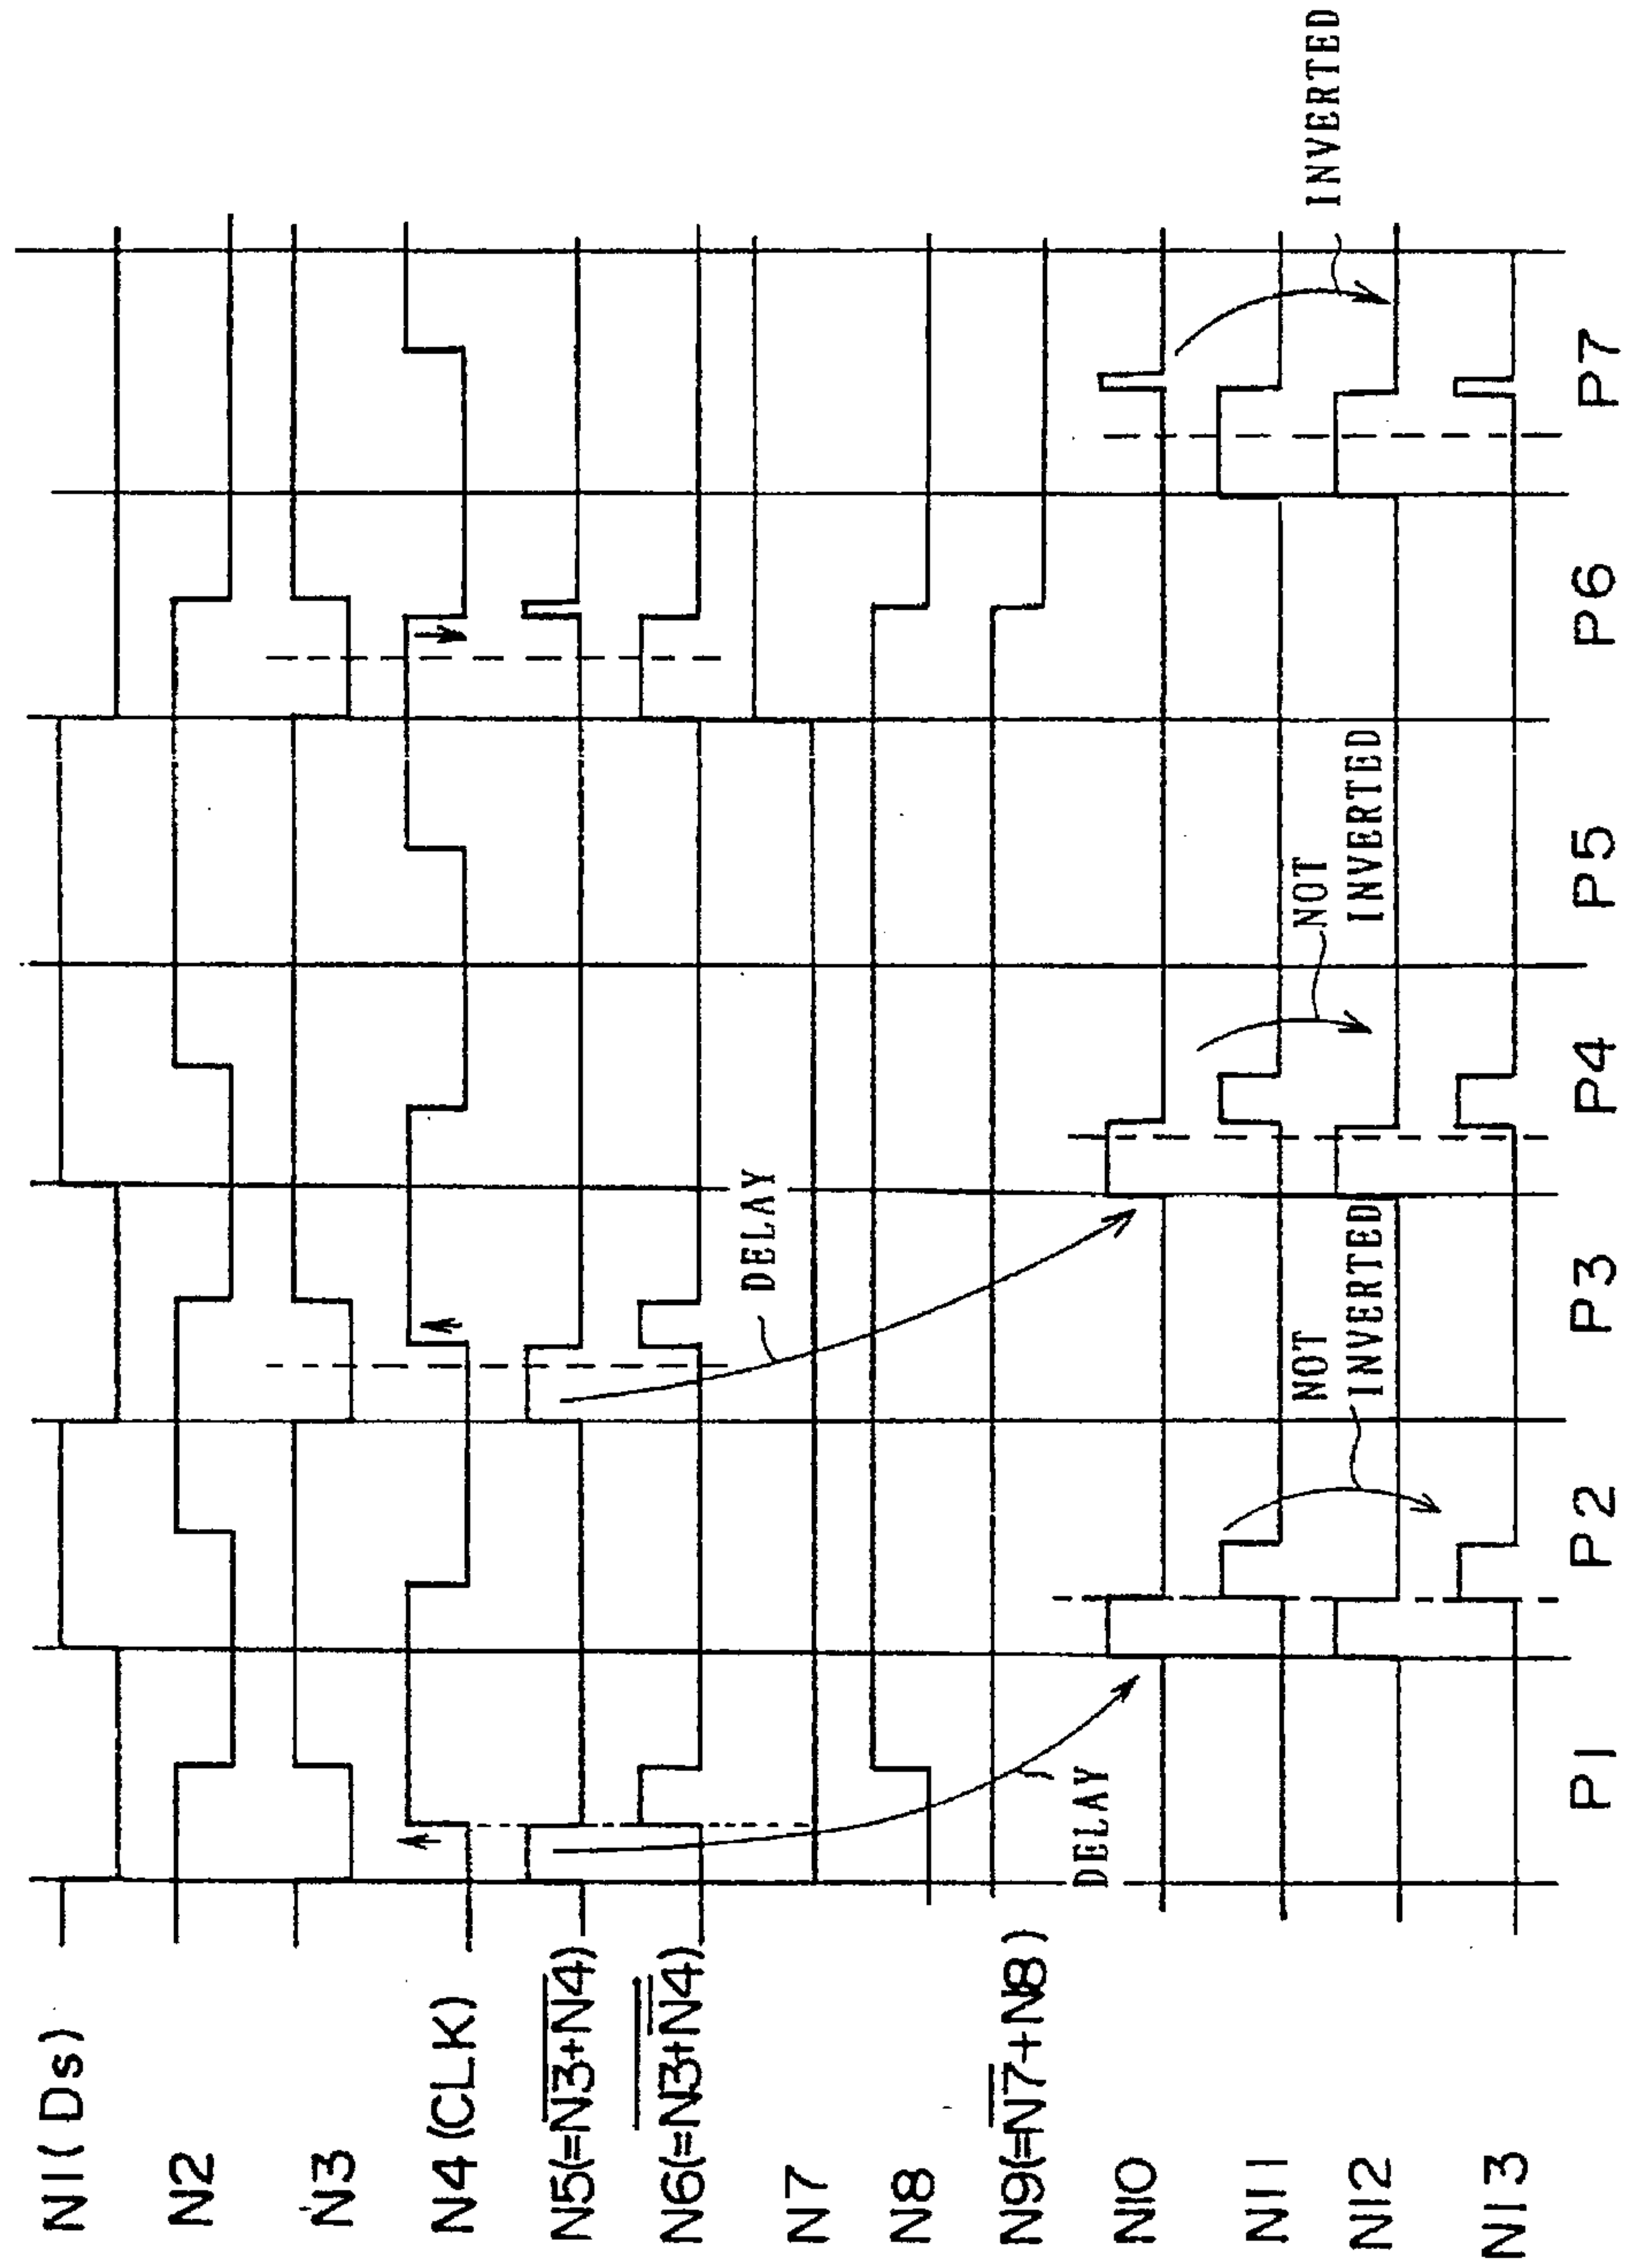 N1(Ds)
N2
N3
N4(CLK)
N5(=N3+N4)
N6(=N3+N4)
N7
N8
N9(=N7+N8)
N10
N11
N12
N13
DELAY
DELAY
NOT
INVERTED
NOT
INVERTED
INVERTED
P1
P2
P3
P4
P5
P6
P7